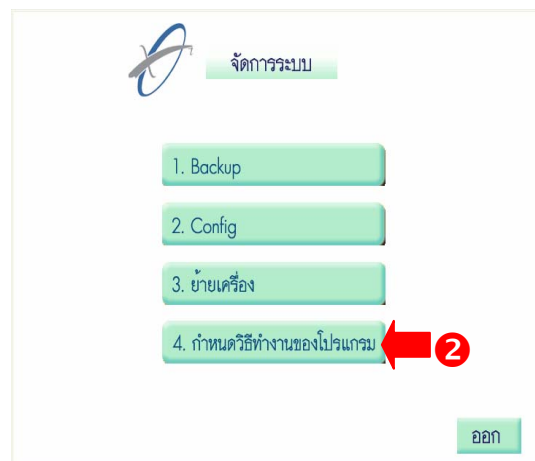 จัดการระบบ
1. Backup
2. Config
3. ย้ายเครื่อง
4. กำหนดวิธีทำงานของโปรแกรม
2
ออก